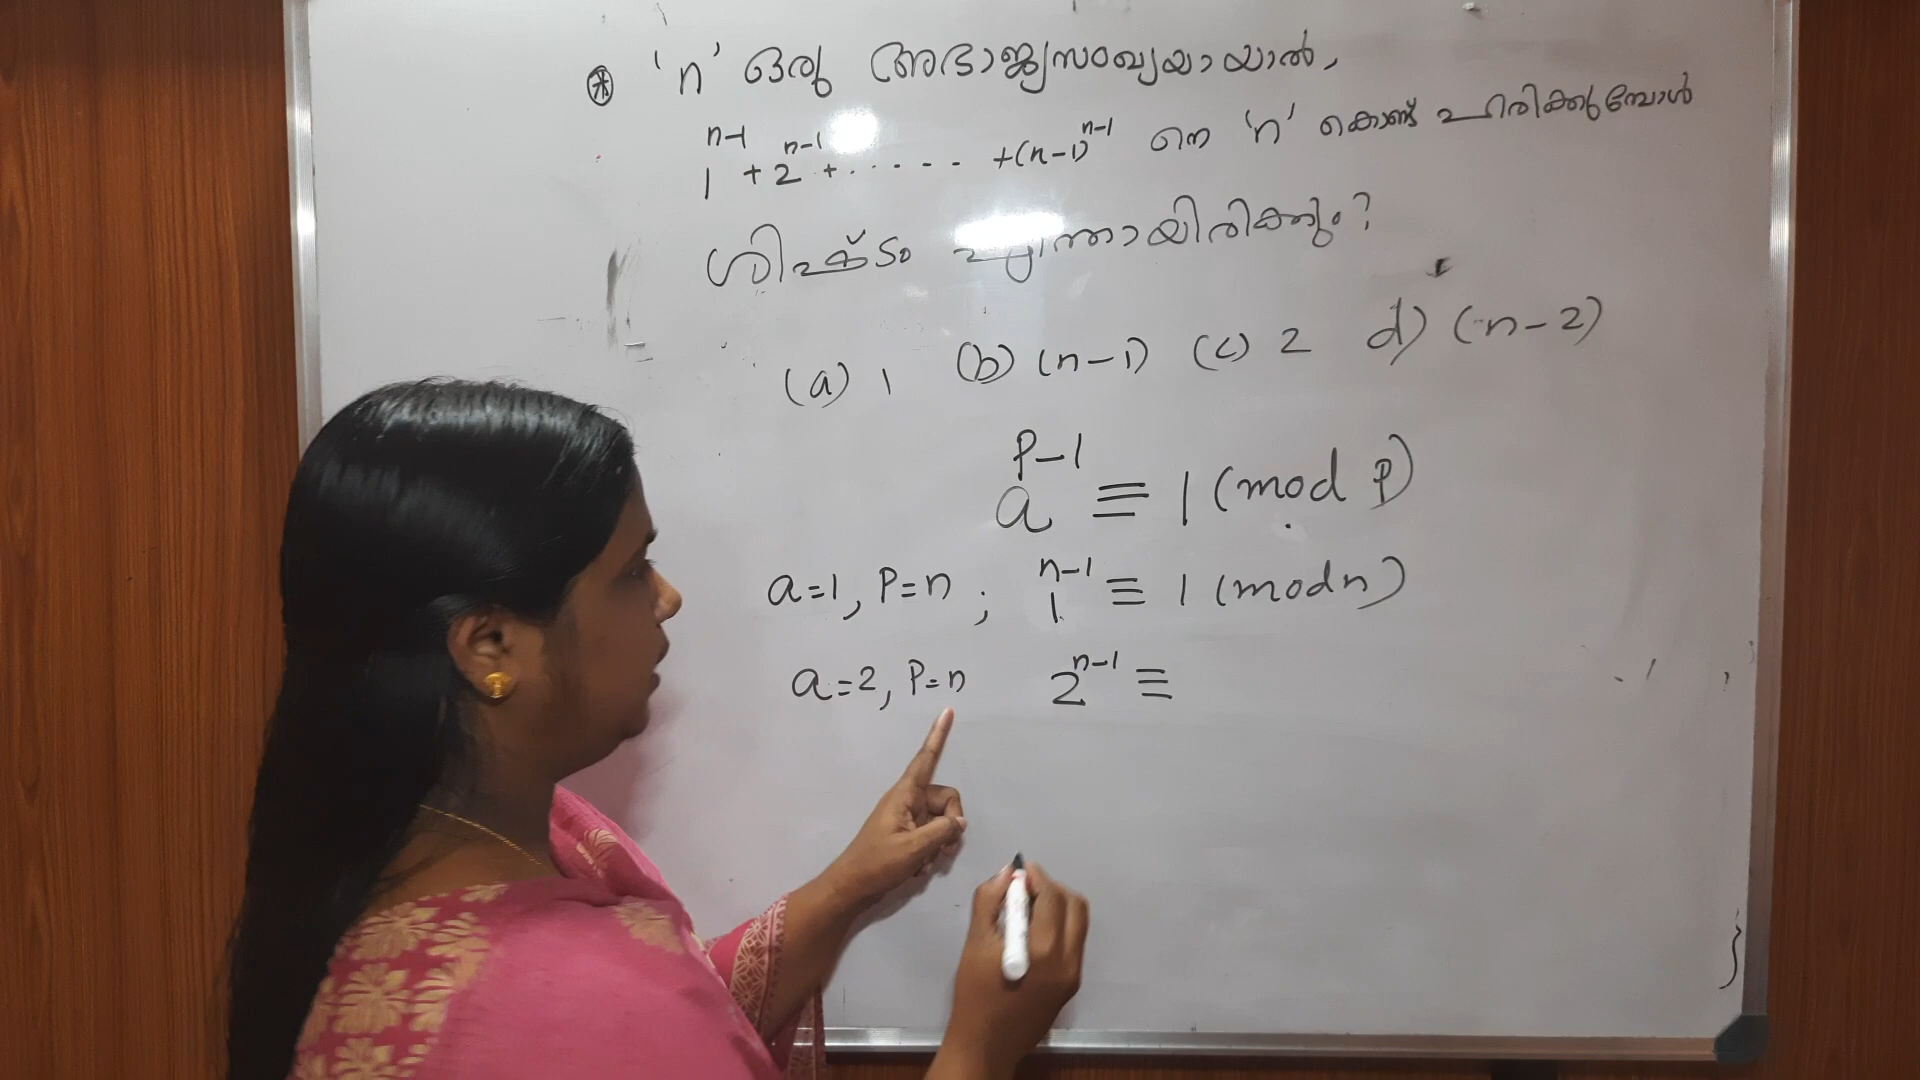 ⊛ 'n' ഒരു അഭാജ്യസംഖ്യയായാൽ,
1^{n-1} + 2^{n-1} + ..... + (n-1)^{n-1} നെ 'n' കൊണ്ട് ഹരിക്കുമ്പോൾ
ശിഷ്ടം എന്തായിരിക്കും?
(a) 1 (b) (n-1) (c) 2 d) (n-2)
a^{p-1} ≡ 1 (mod p)
a=1, P=n ; 1^{n-1} ≡ 1 (mod n)
a=2, P=n 2^{n-1} ≡